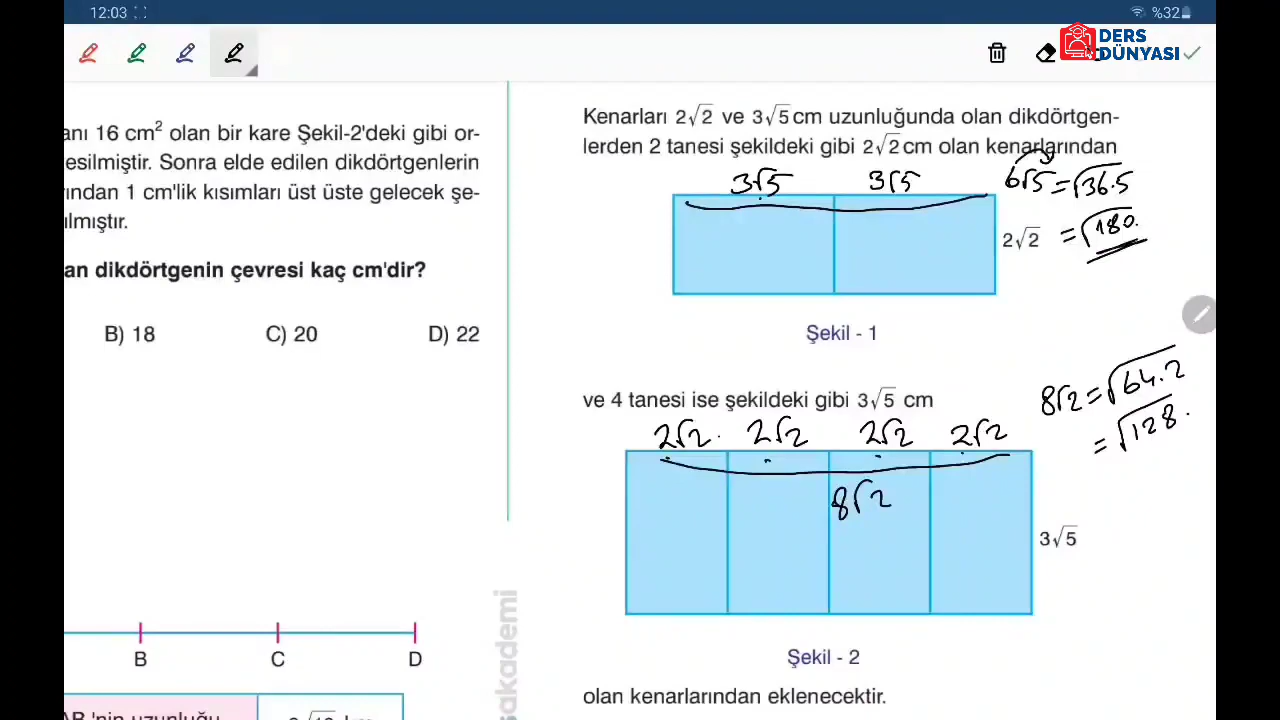 12:03
%32
DERS
DÜNYASI
anı 16 cm² olan bir kare Şekil-2'deki gibi or-
esilmiştir. Sonra elde edilen dikdörtgenlerin
ından 1 cm'lik kısımları üst üste gelecek şe-
ılmıştır.
an dikdörtgenin çevresi kaç cm'dir?
B) 18 C) 20 D) 22
B C D
AB 'nin uzunluğu
sakademi
Kenarları 2√2 ve 3√5 cm uzunluğunda olan dikdörtgen-
lerden 2 tanesi şekildeki gibi 2√2 cm olan kenarlarından
3√5 3√5 6√5 = √36.5
2√2 = √180
Şekil - 1
ve 4 tanesi ise şekildeki gibi 3√5 cm
8√2 = √64.2
= √128
2√2 2√2 2√2 2√2
8√2
3√5
Şekil - 2
olan kenarlarından eklenecektir.